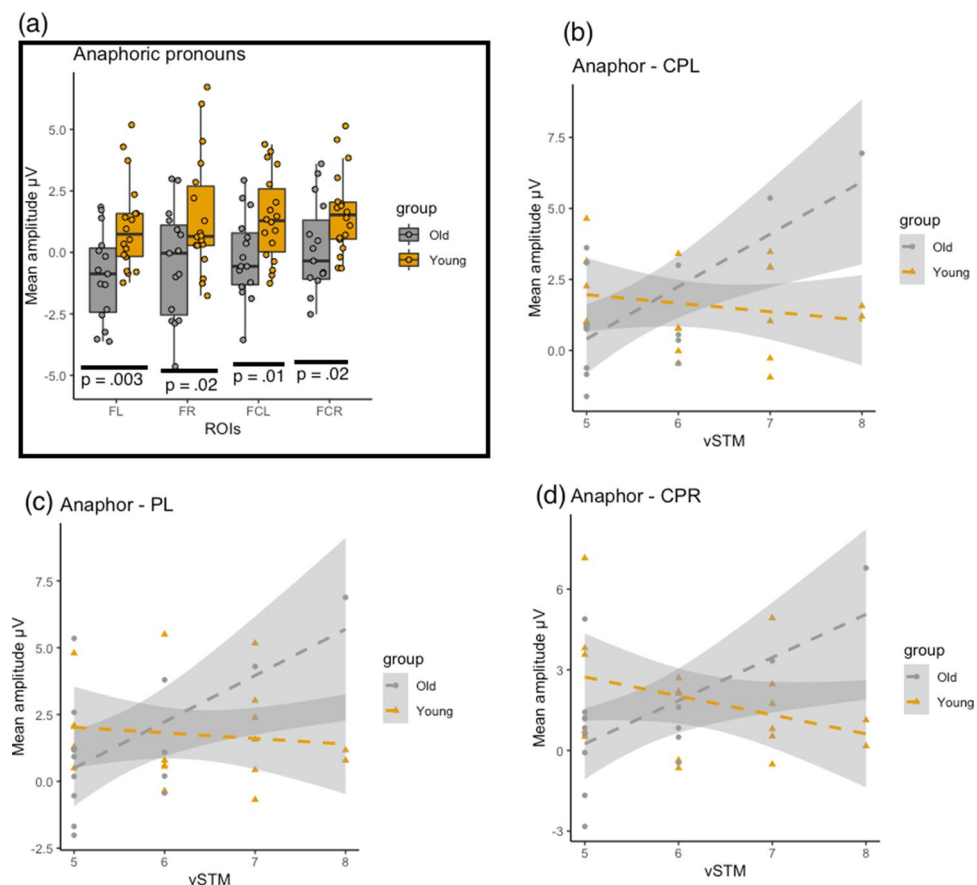 (a)
Anaphoric pronouns
Mean amplitude µV
5.0
2.5
0.0
-2.5
-5.0
p = .003
p = .02
p = .01
p = .02
FL
FR
FCL
FCR
ROIs
group
Old
Young
(b)
Anaphor - CPL
Mean amplitude µV
7.5
5.0
2.5
0.0
5
6
7
8
vSTM
group
Old
Young
(c) Anaphor - PL
Mean amplitude µV
7.5
5.0
2.5
0.0
-2.5
5
6
7
8
vSTM
group
Old
Young
(d) Anaphor - CPR
Mean amplitude µV
6
3
0
-3
5
6
7
8
vSTM
group
Old
Young